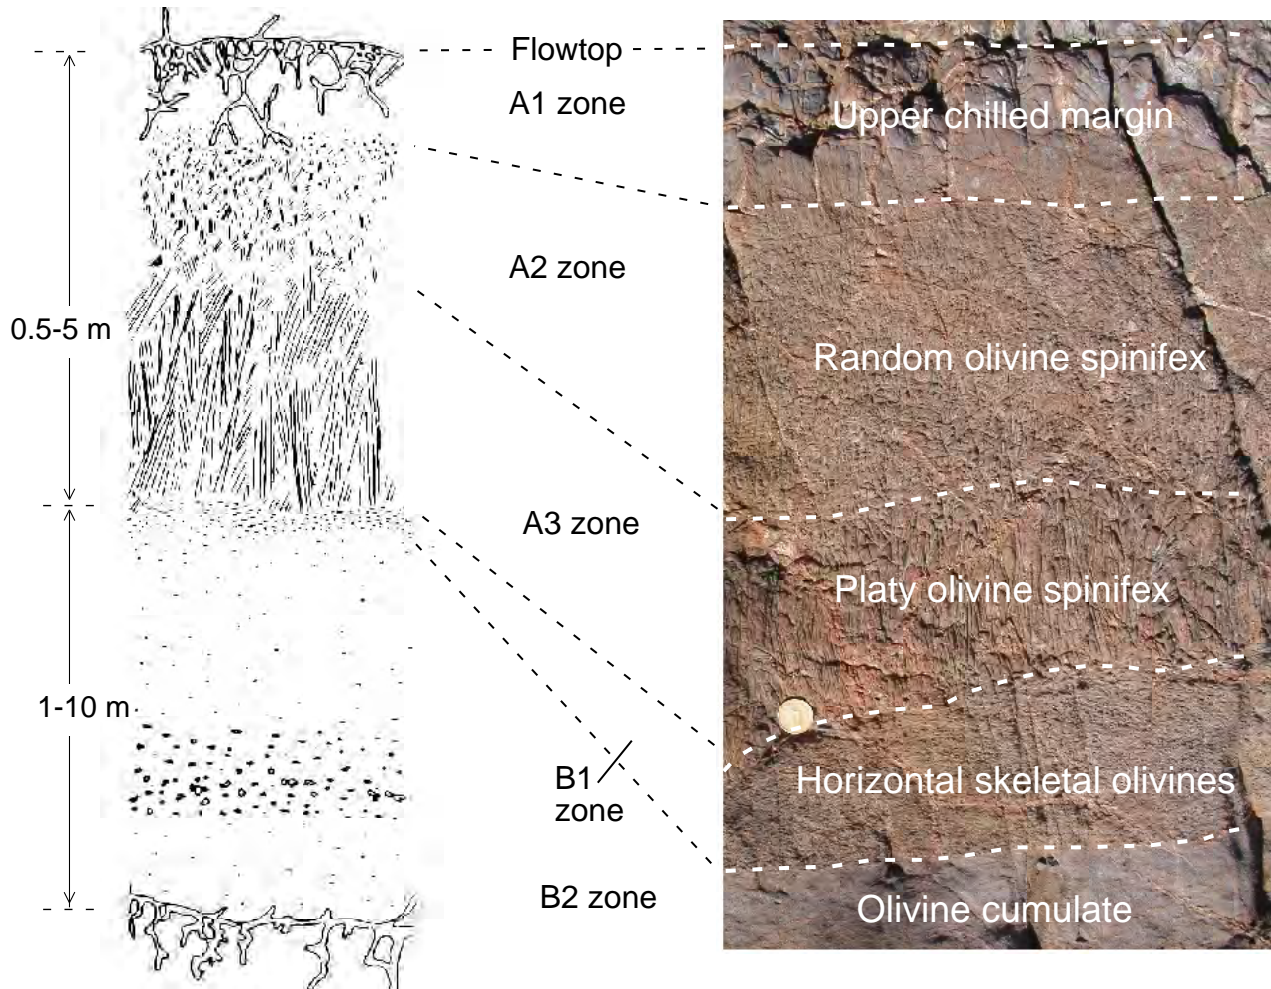 Flowtop
A1 zone
Upper chilled margin
A2 zone
0.5-5 m
Random olivine spinifex
A3 zone
Platy olivine spinifex
1-10 m
B1
zone
Horizontal skeletal olivines
B2 zone
Olivine cumulate